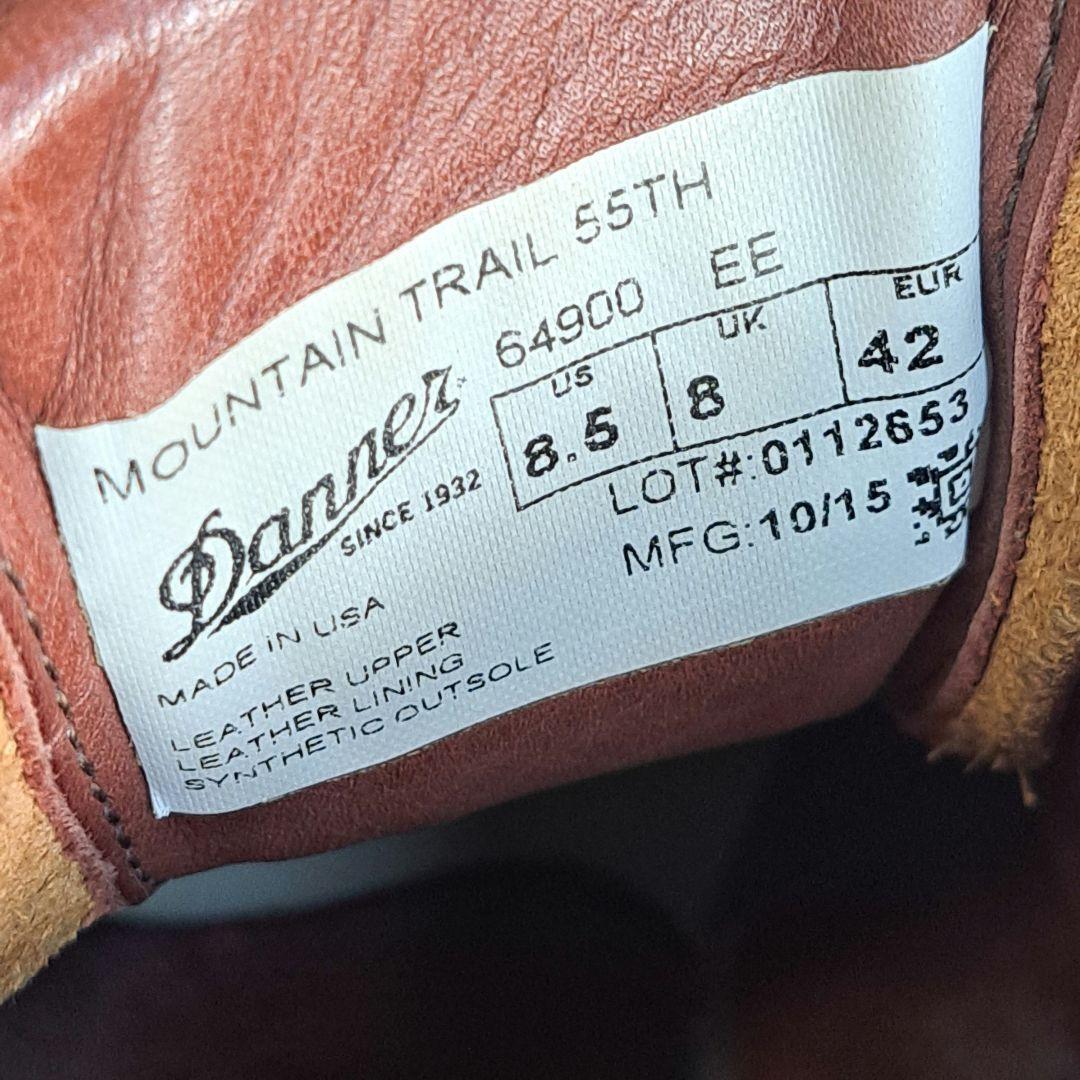 MOUNTAIN TRAIL 55TH
64900 EE
Danner
SINCE 1932
US UK EUR
8.5 8 42
LOT#:0112653
MFG:10/15
MADE IN USA
LEATHER UPPER
LEATHER LINING
SYNTHETIC OUTSOLE